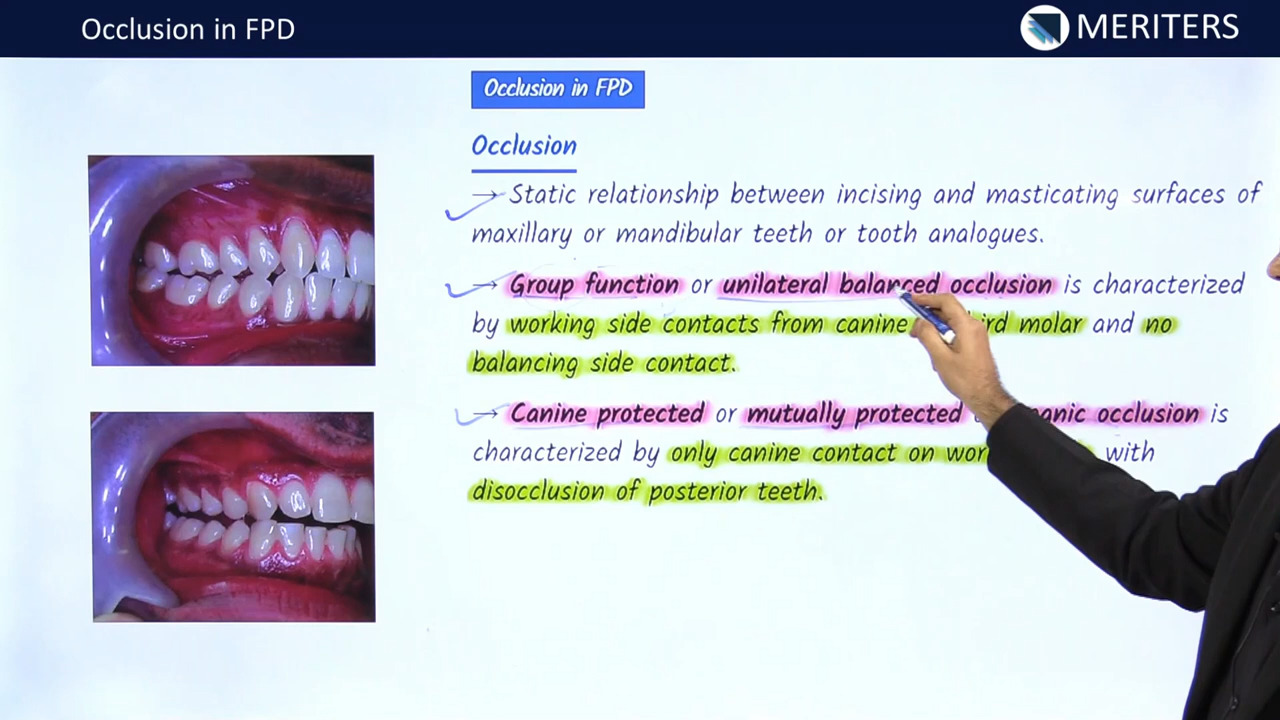 Occlusion in FPD
MERITERS
Occlusion in FPD
Occlusion
→ Static relationship between incising and masticating surfaces of
maxillary or mandibular teeth or tooth analogues.
→ Group function or unilateral balanced occlusion is characterized
by working side contacts from canine molar and no
balancing side contact.
→ Canine protected or mutually protected occlusion is
characterized by only canine contact on with
disocclusion of posterior teeth.